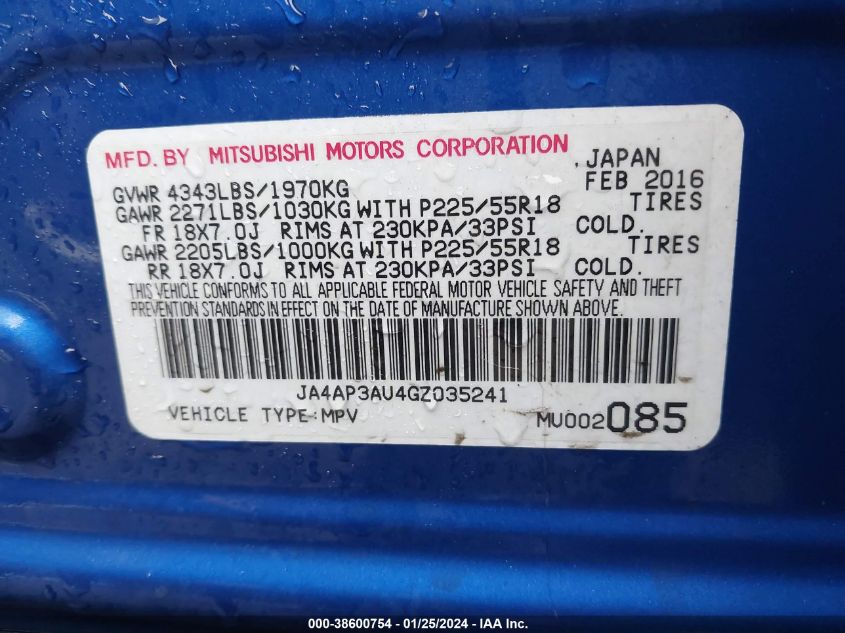 MFD. BY MITSUBISHI MOTORS CORPORATION , JAPAN
GVWR 4343LBS/1970KG FEB 2016
GAWR 2271LBS/1030KG WITH P225/55R18 TIRES
FR 18X7.0J RIMS AT 230KPA/33PSI COLD.
GAWR 2205LBS/1000KG WITH P225/55R18 TIRES
RR 18X7.0J RIMS AT 230KPA/33PSI COLD.
THIS VEHICLE CONFORMS TO ALL APPLICABLE FEDERAL MOTOR VEHICLE SAFETY AND THEFT
PREVENTION STANDARDS IN EFFECT ON THE DATE OF MANUFACTURE SHOWN ABOVE.
JA4AP3AU4GZ035241
VEHICLE TYPE:MPV MU002085
000-38600754 - 01/25/2024 - IAA Inc.